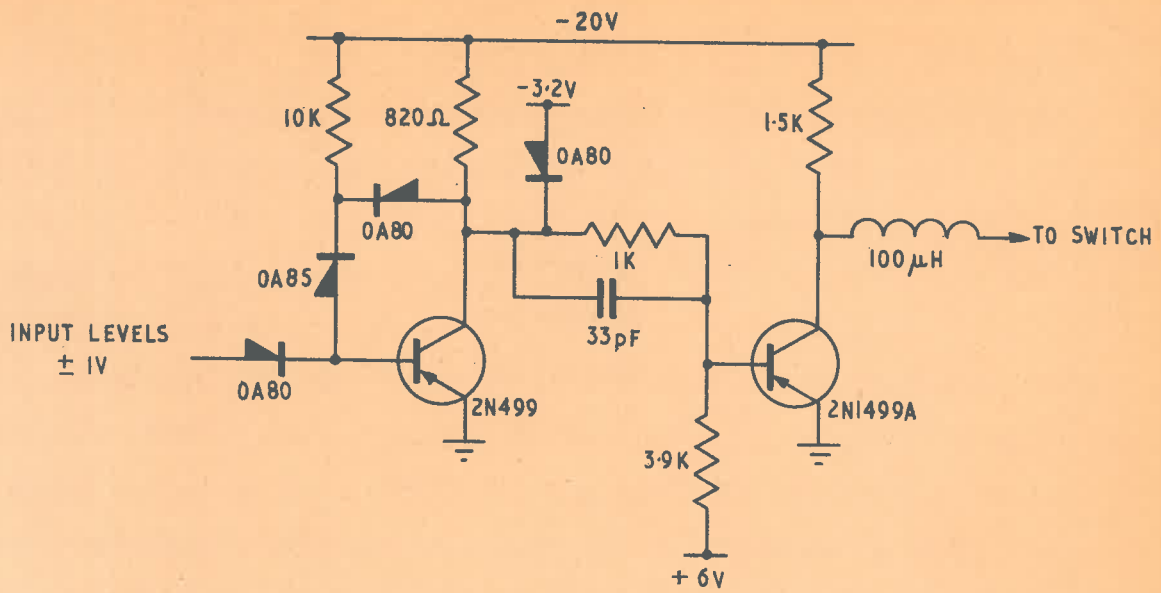 -20V
10K
820Ω
-3·2V
0A80
1·5K
0A80
0A85
1K
33pF
100μH
TO SWITCH
INPUT LEVELS
± 1V
0A80
2N499
2N1499A
3·9K
+ 6V